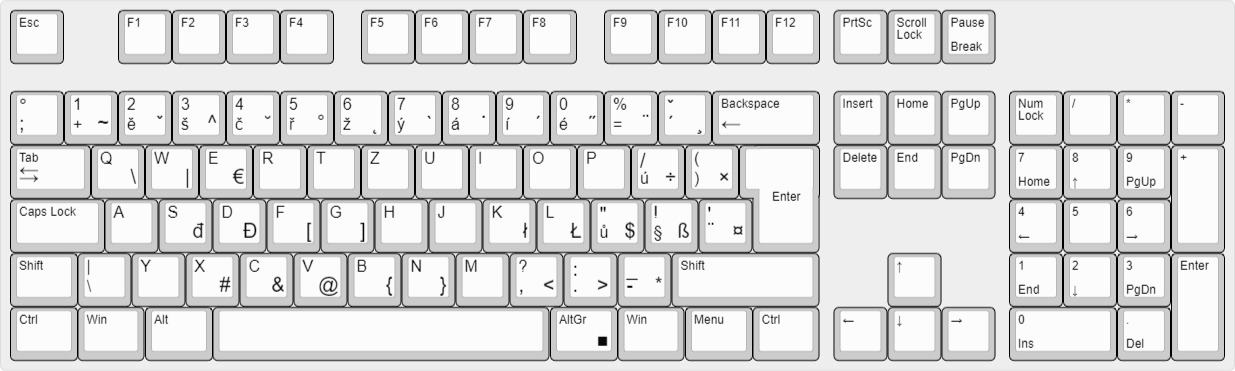 Esc F1 F2 F3 F4 F5 F6 F7 F8 F9 F10 F11 F12 PrtSc Scroll Pause
Lock Break
° 1 2 3 4 5 6 7 8 9 0 % ˇ Backspace Insert Home PgUp Num / * -
; + ~ ě ˇ š ^ č ˘ ř ° ž ˛ ý ` á ˙ í ´ é ˝ = ¨ ´ ¸ ← Lock
Tab Q W E R T Z U I O P / ( Delete End PgDn 7 8 9 +
⇆ \ | € ú ÷ ) × Enter Home ↑ PgUp
Caps Lock A S D F G H J K L " ! ' 4 5 6
đ Đ [ ] ł Ł ů $ § ß ¨ ¤ ← →
Shift | Y X C V B N M ? : _ Shift ↑ 1 2 3 Enter
\ # & @ { } , < . > - * End ↓ PgDn
Ctrl Win Alt AltGr Win Menu Ctrl ← ↓ → 0 .
■ Ins Del